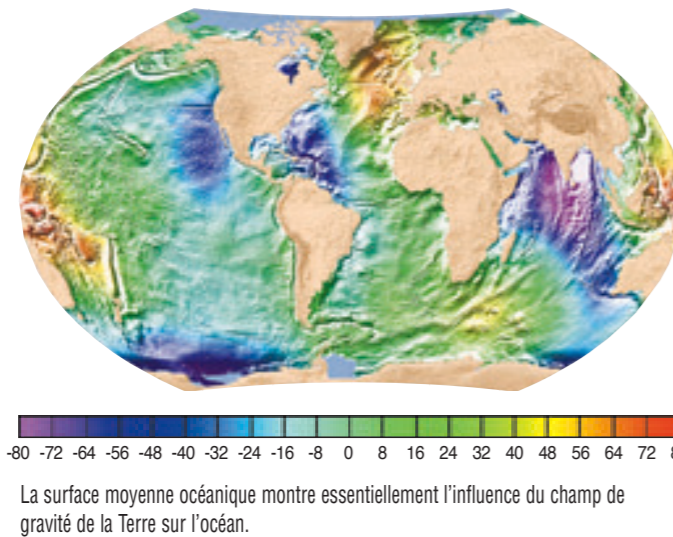 -80 -72 -64 -56 -48 -40 -32 -24 -16 -8 0 8 16 24 32 40 48 56 64 72 8
La surface moyenne océanique montre essentiellement l'influence du champ de
gravité de la Terre sur l'océan.